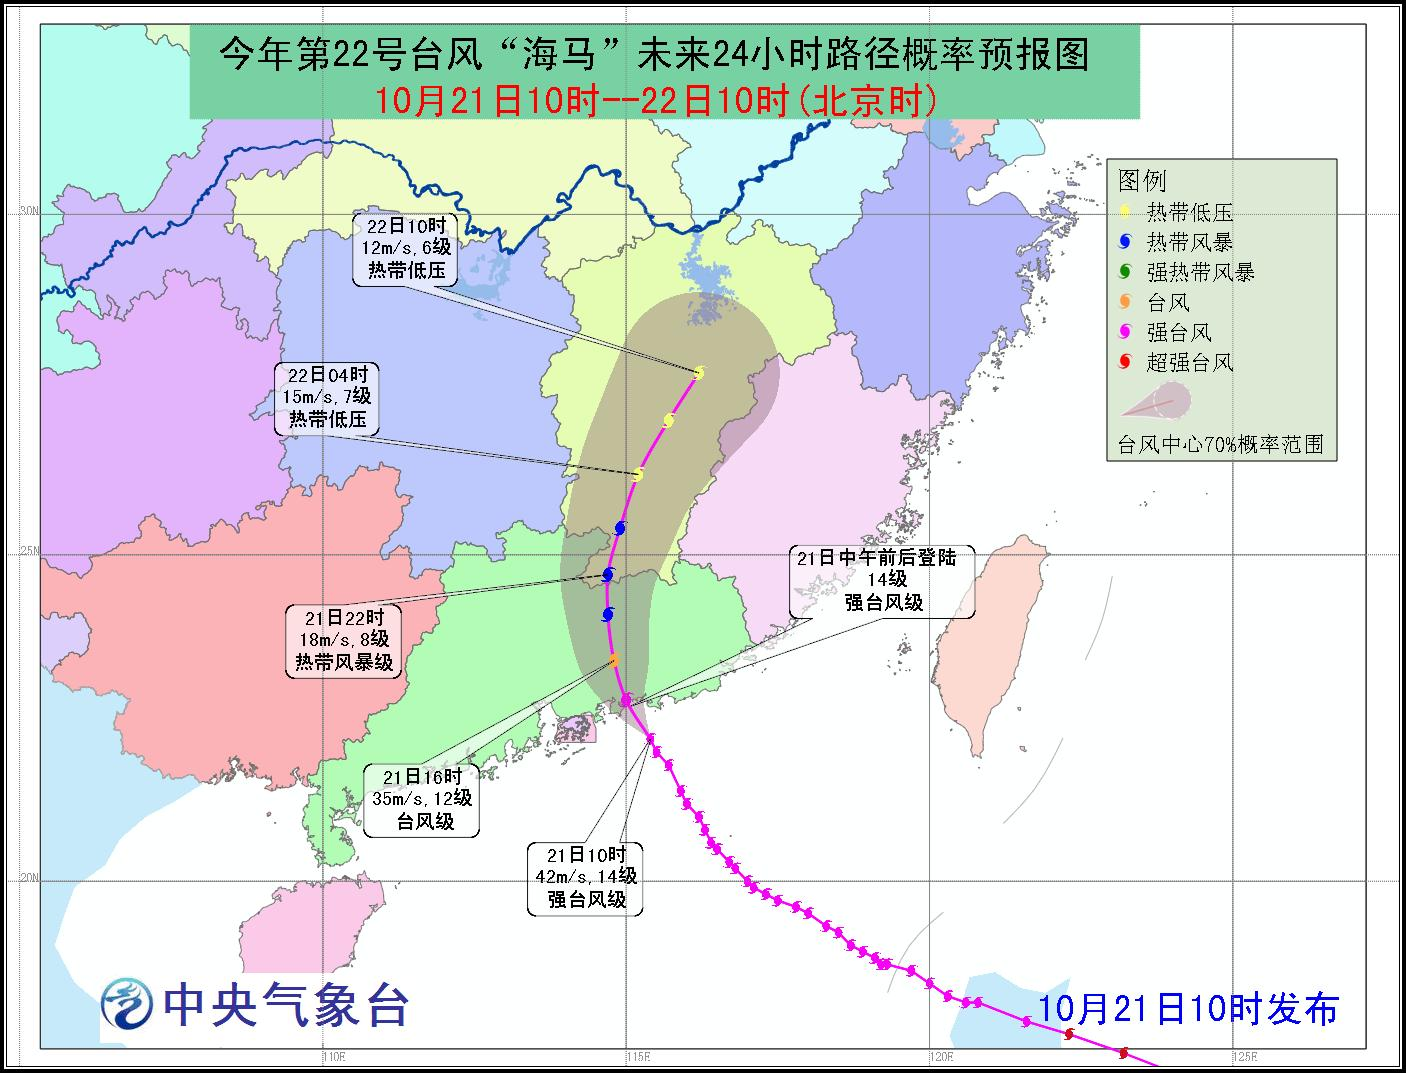 今年第22号台风“海马”未来24小时路径概率预报图
10月21日10时--22日10时(北京时)
图例
热带低压
热带风暴
强热带风暴
台风
强台风
超强台风
台风中心70%概率范围
30N
22日10时
12m/s,6级
热带低压
22日04时
15m/s,7级
热带低压
25N
21日中午前后登陆
14级
强台风级
21日22时
18m/s,8级
热带风暴级
21日16时
35m/s,12级
台风级
21日10时
42m/s,14级
强台风级
20N
中央气象台
10月21日10时发布
110E
115E
120E
125E